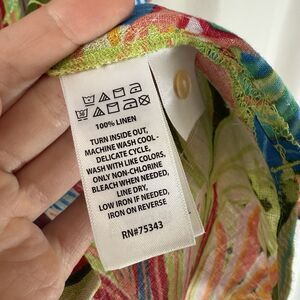 100% LINEN
TURN INSIDE OUT,
MACHINE WASH COOL -
DELICATE CYCLE,
WASH WITH LIKE COLORS,
ONLY NON-CHLORINE
BLEACH WHEN NEEDED,
LINE DRY,
LOW IRON IF NEEDED
IRON ON REVERSE
RN#75343